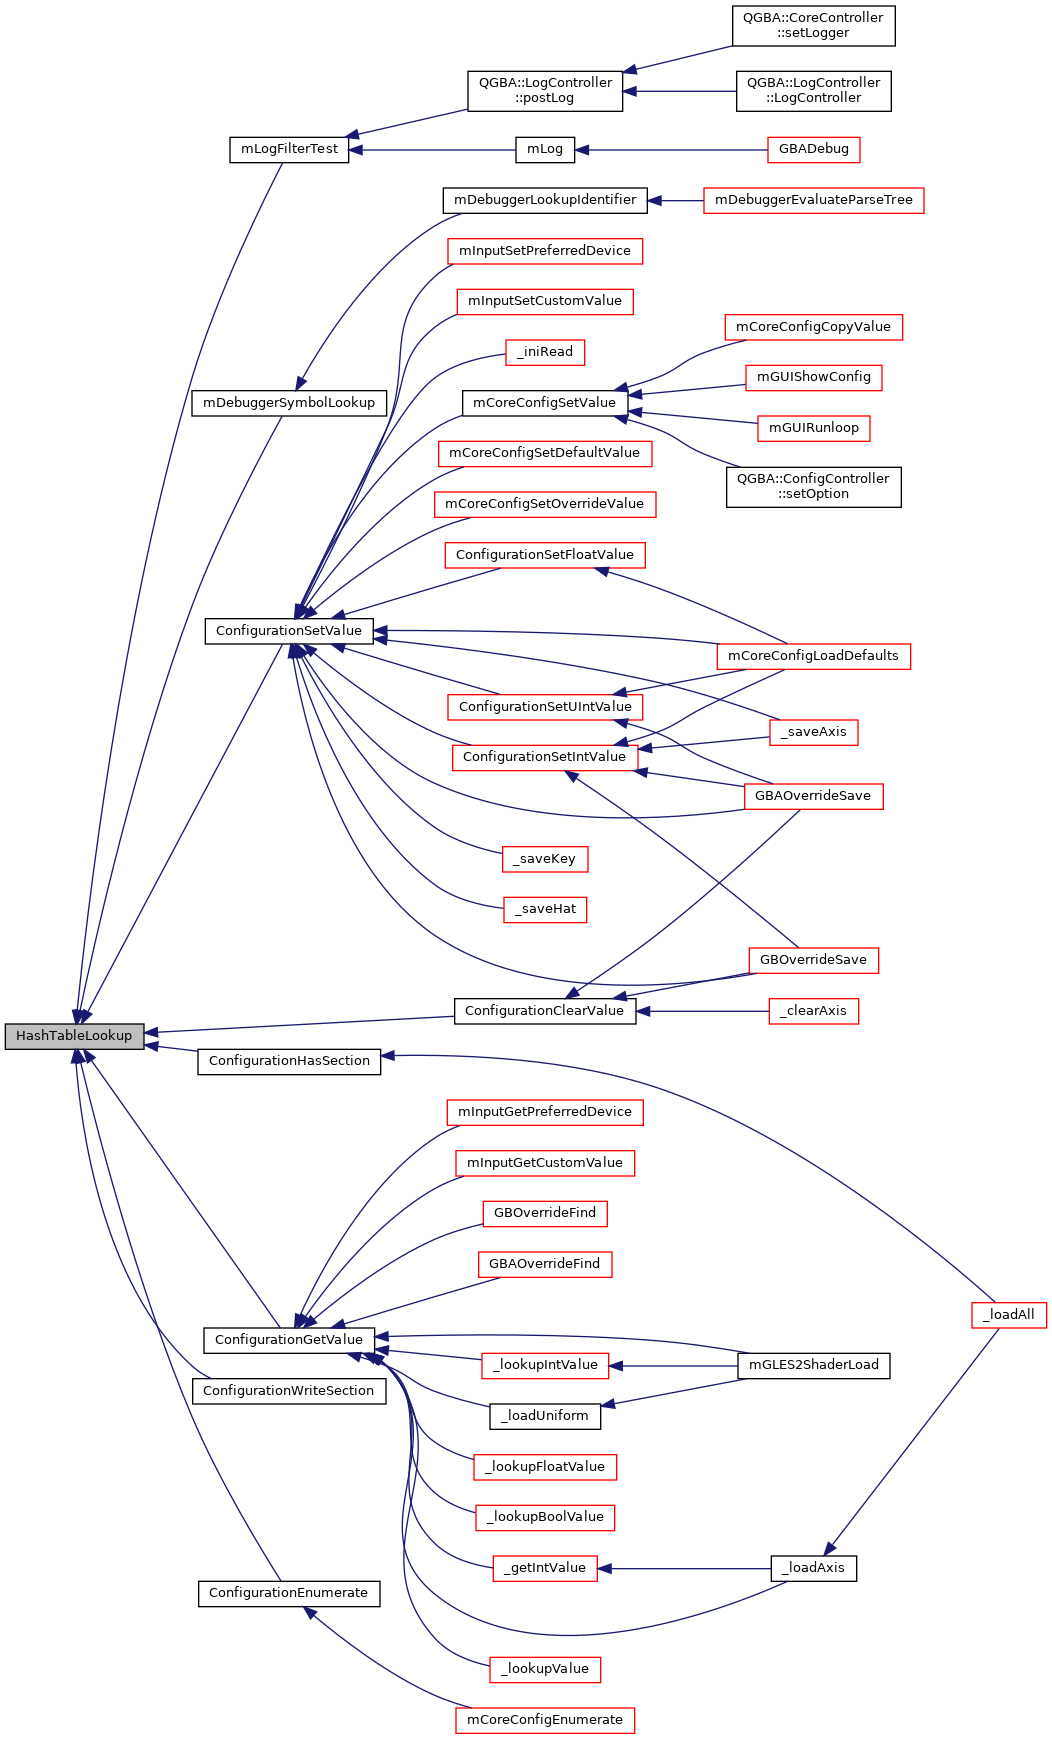 QGBA::CoreController
::setLogger
QGBA::LogController
::postLog
QGBA::LogController
::LogController
mLogFilterTest
mLog
GBADebug
mDebuggerLookupIdentifier
mDebuggerEvaluateParseTree
mInputSetPreferredDevice
mInputSetCustomValue
mCoreConfigCopyValue
_iniRead
mGUIShowConfig
mDebuggerSymbolLookup
mCoreConfigSetValue
mGUIRunloop
mCoreConfigSetDefaultValue
QGBA::ConfigController
::setOption
mCoreConfigSetOverrideValue
ConfigurationSetFloatValue
ConfigurationSetValue
mCoreConfigLoadDefaults
ConfigurationSetUIntValue
_saveAxis
ConfigurationSetIntValue
GBAOverrideSave
_saveKey
_saveHat
GBOverrideSave
ConfigurationClearValue
_clearAxis
HashTableLookup
ConfigurationHasSection
mInputGetPreferredDevice
mInputGetCustomValue
GBOverrideFind
GBAOverrideFind
_loadAll
ConfigurationGetValue
_lookupIntValue
mGLES2ShaderLoad
ConfigurationWriteSection
_loadUniform
_lookupFloatValue
_lookupBoolValue
_getIntValue
_loadAxis
ConfigurationEnumerate
_lookupValue
mCoreConfigEnumerate